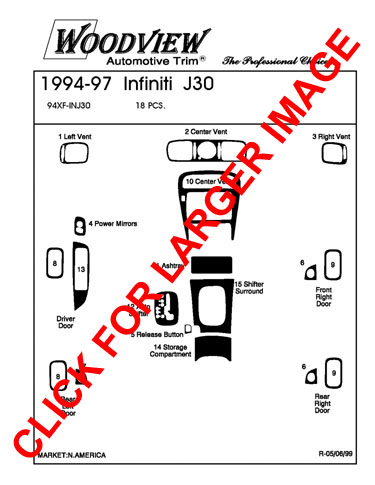 WOODVIEW
Automotive Trim®
The Professional Choice
1994-97 Infiniti J30
94XF-INJ30 18 PCS.
1 Left Vent
2 Center Vent
3 Right Vent
10 Center Vent
4 Power Mirrors
8
13
Ashtray
6
9
15 Shifter
Surround
12 Auto
Shifter
Front
Right
Door
Driver
Door
5 Release Button
14 Storage
Compartment
8
7
6
9
Rear
Left
Door
Rear
Right
Door
MARKET:N.AMERICA
R-05/06/99
CLICK FOR LARGER IMAGE